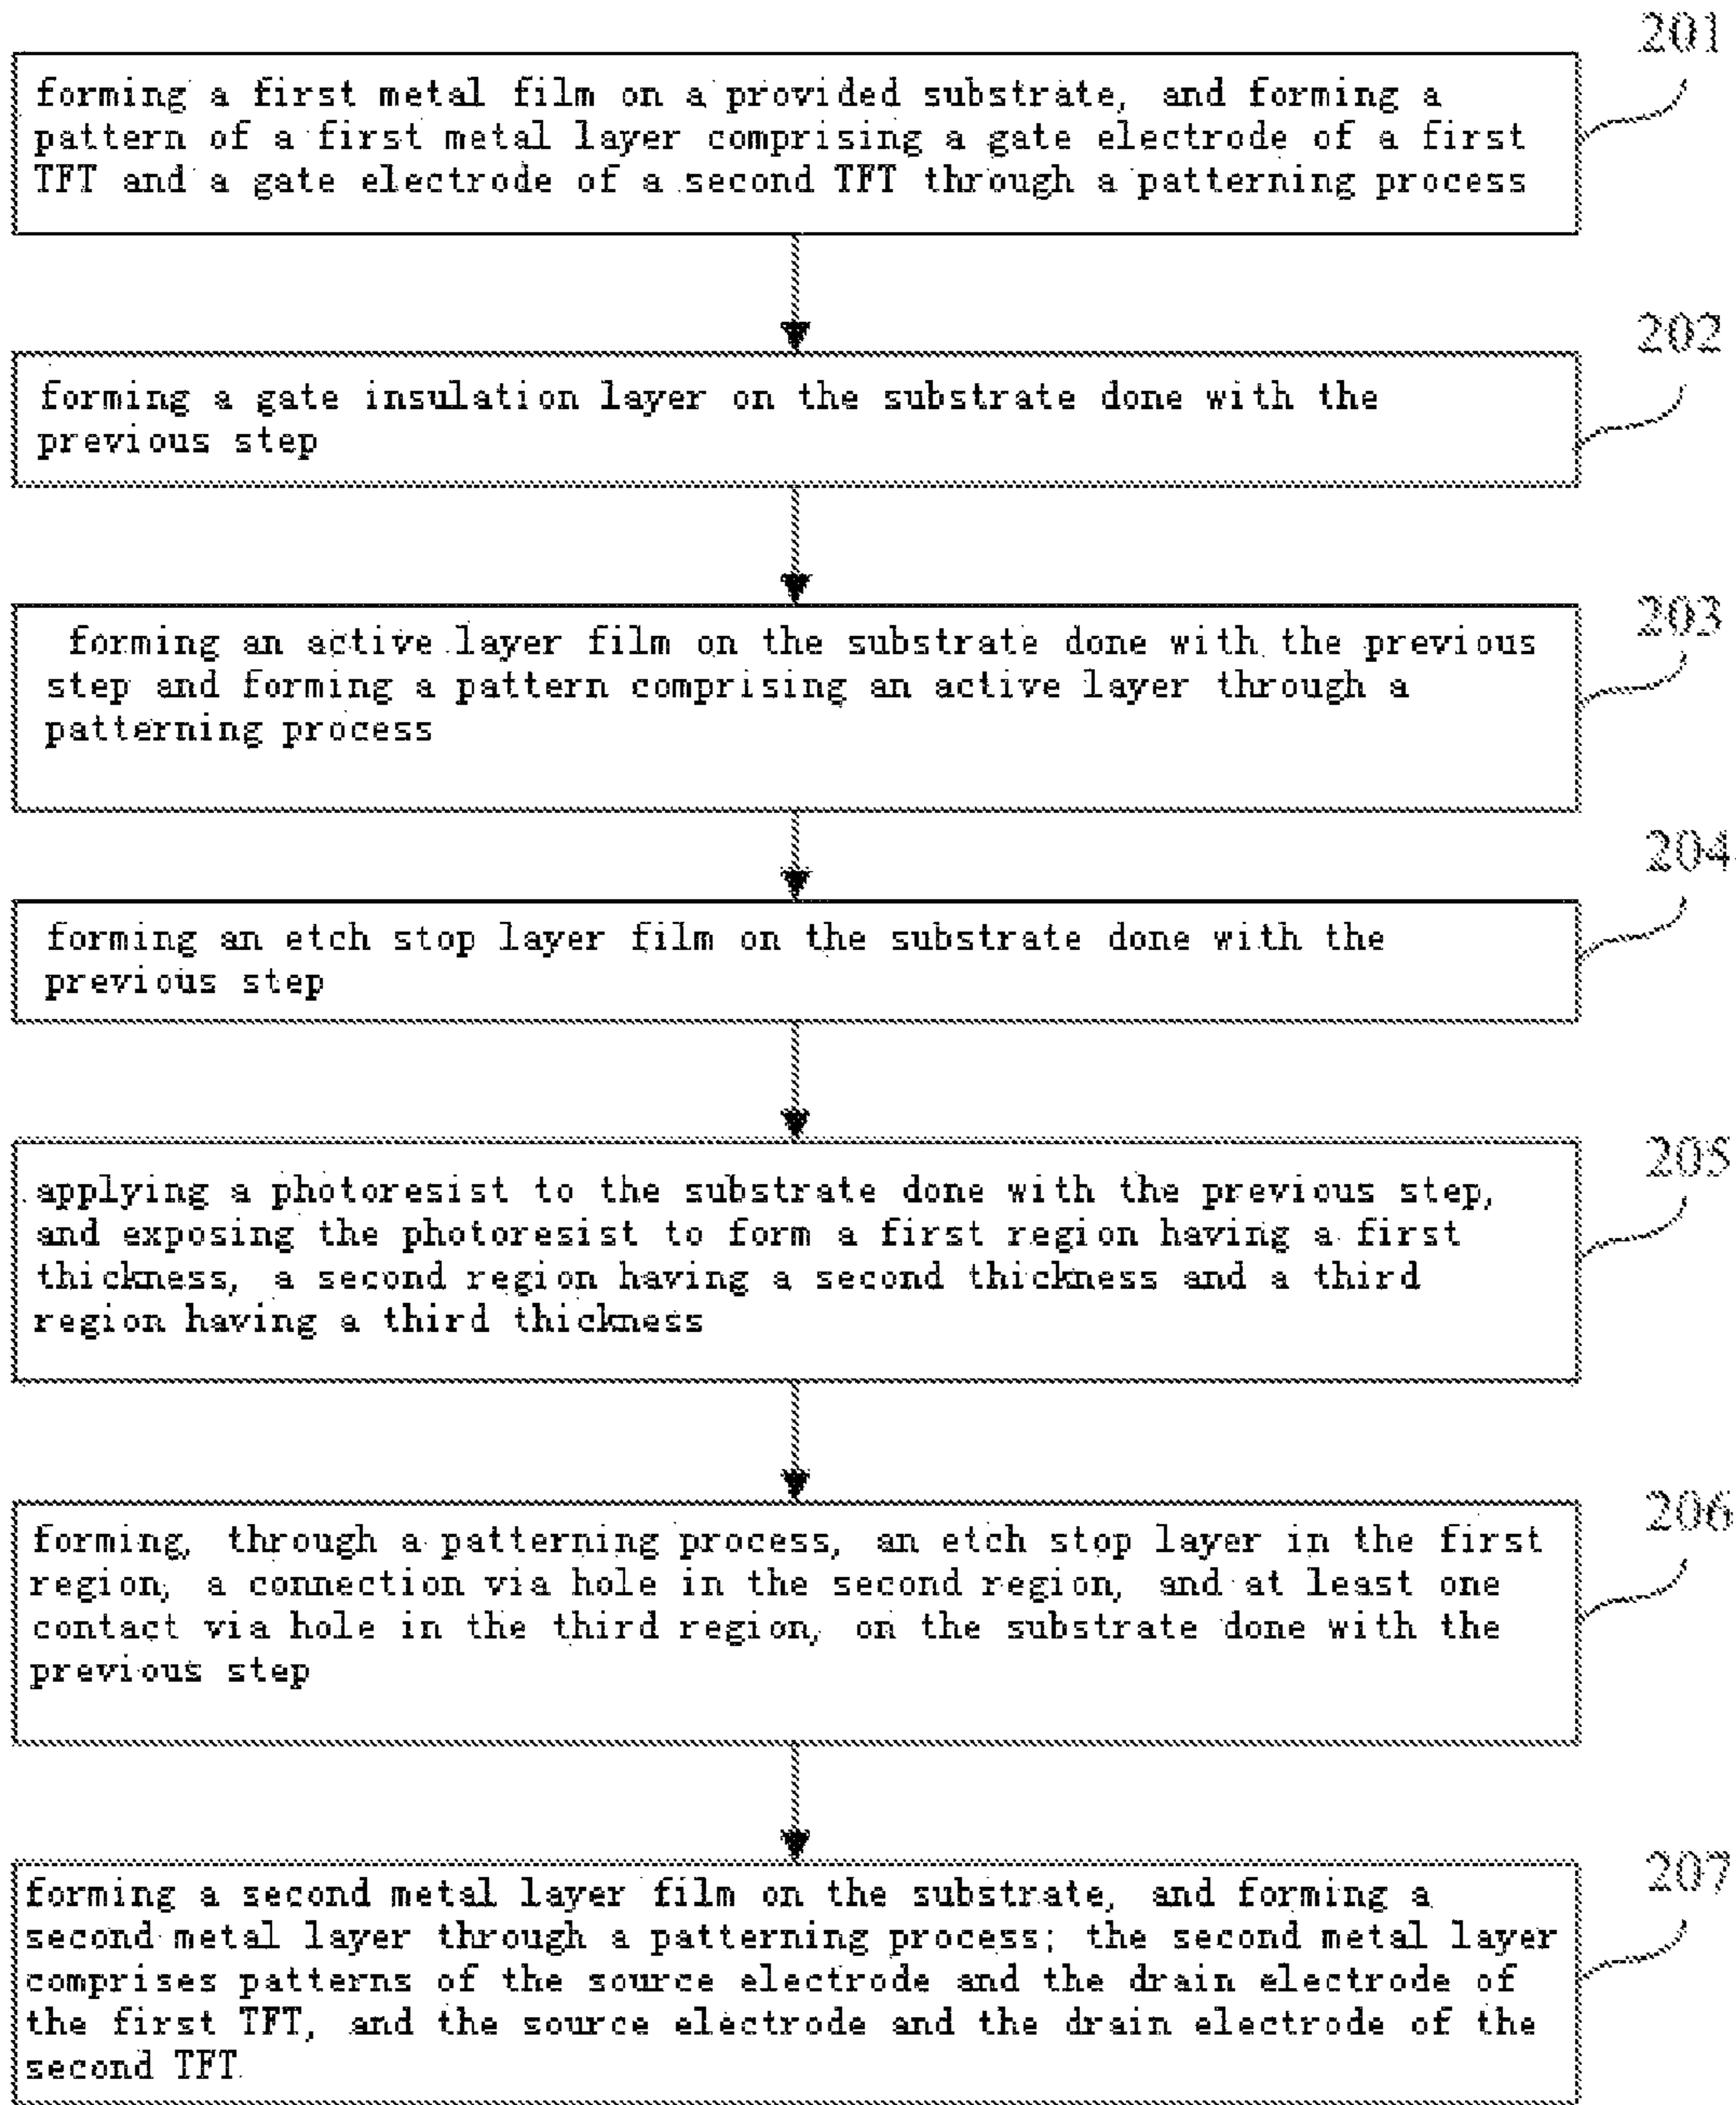 201
forming a first metal film on a provided substrate, and forming a
pattern of a first metal layer comprising a gate electrode of a first
TFT and a gate electrode of a second TFT through a patterning process
202
forming a gate insulation layer on the substrate done with the
previous step
203
forming an active layer film on the substrate done with the previous
step and forming a pattern comprising an active layer through a
patterning process
204
forming an etch stop layer film on the substrate done with the
previous step
205
applying a photoresist to the substrate done with the previous step,
and exposing the photoresist to form a first region having a first
thickness, a second region having a second thickness and a third
region having a third thickness
206
forming, through a patterning process, an etch stop layer in the first
region, a connection via hole in the second region, and at least one
contact via hole in the third region, on the substrate done with the
previous step
207
forming a second metal layer film on the substrate, and forming a
second metal layer through a patterning process; the second metal layer
comprises patterns of the source electrode and the drain electrode of
the first TFT, and the source electrode and the drain electrode of the
second TFT.